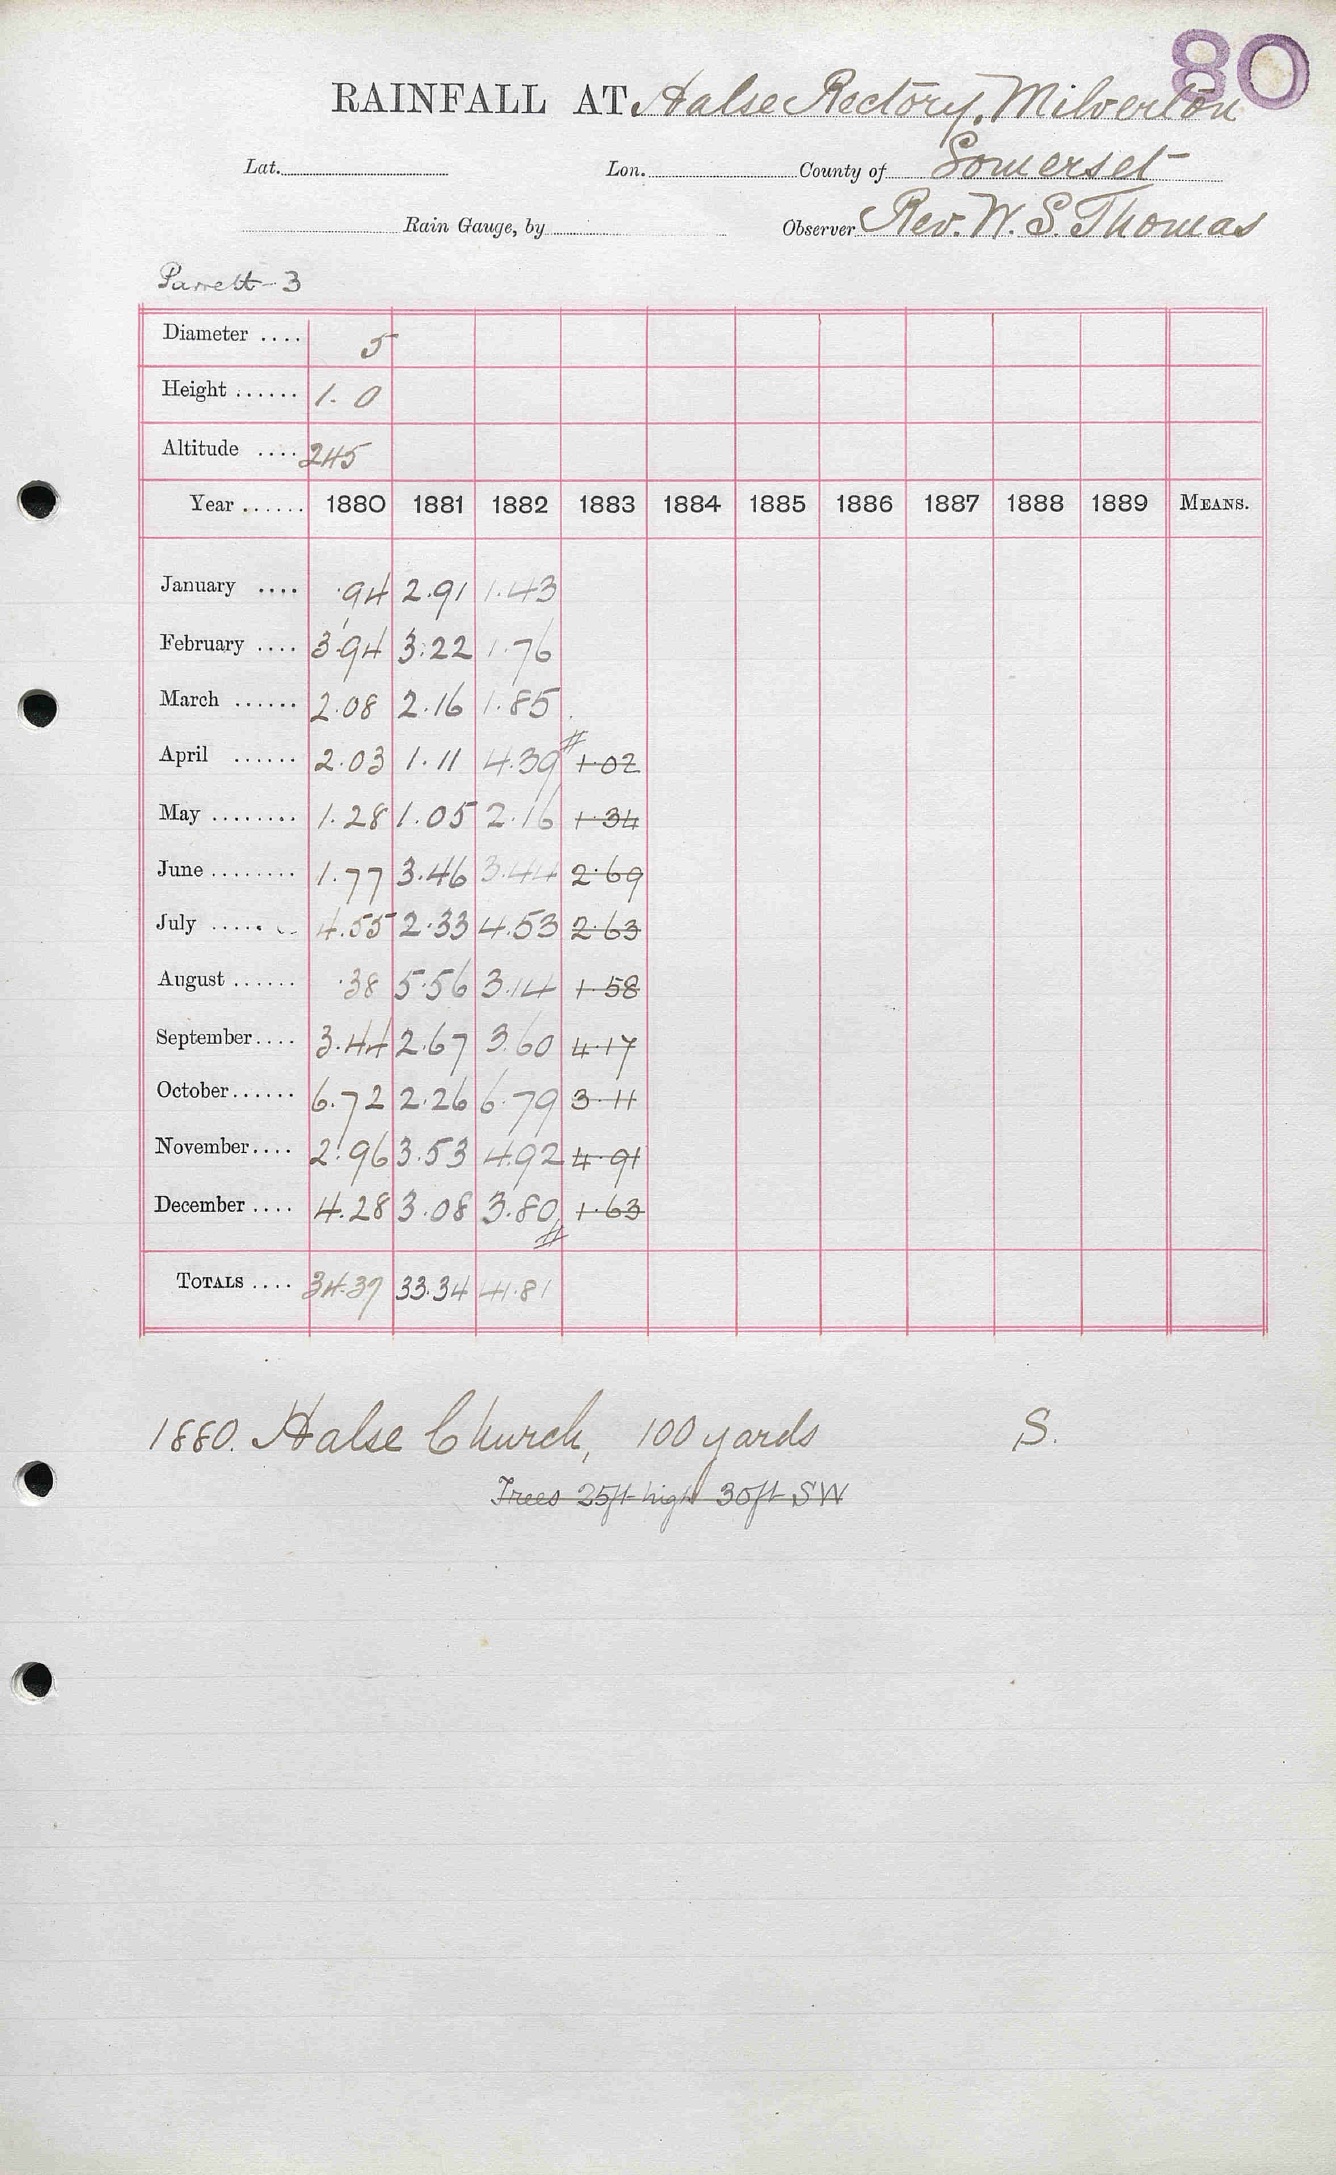 80
RAINFALL AT Halse Rectory, Milverton
Lat. Lon. County of Somerset
Rain Gauge, by Observer Rev. W. S. Thomas
Parrett-3
Diameter .... 5
Height ...... 1. 0
Altitude .... 245
Year ...... 1880 1881 1882 1883 1884 1885 1886 1887 1888 1889 MEANS.
January .... .94 2.91 1.43
February .... 3.94 3.22 1.76
March ...... 2.08 2.16 1.85
April ...... 2.03 1.11 4.39 # 1.02
May ........ 1.28 1.05 2.16 1.34
June ........ 1.77 3.46 3.44 2.69
July ..... 4.55 2.33 4.53 2.63
August ...... .38 5.56 3.14 1.58
September.... 3.44 2.67 3.60 4.17
October...... 6.72 2.26 6.79 3.11
November.... 2.96 3.53 4.92 4.91
December .... 4.28 3.08 3.80 # 1.63
TOTALS .... 34.37 33.34 41.81
1880. Halse Church, 100 yards S.
Trees 25ft high 30ft SW